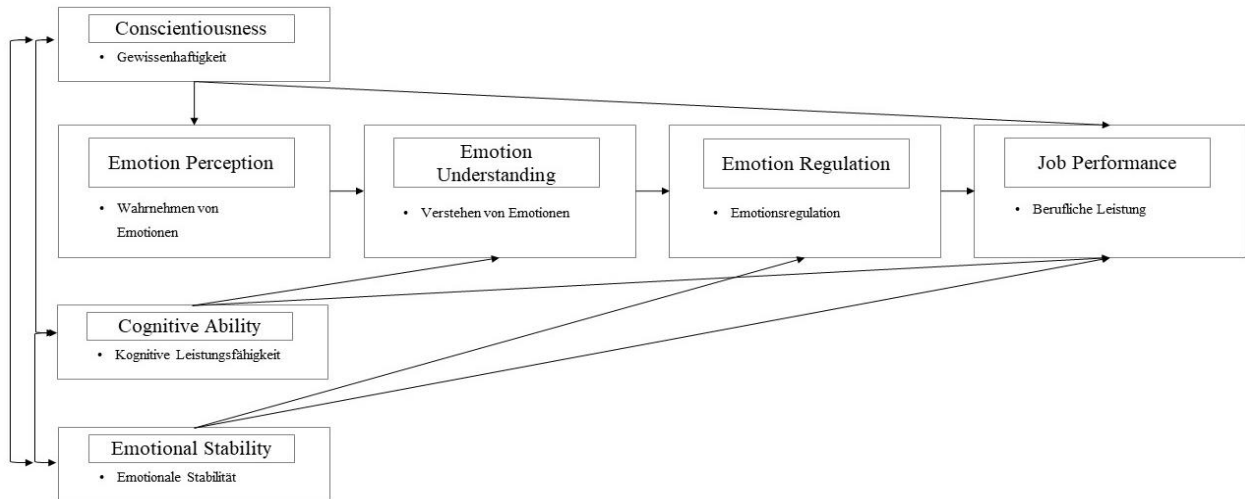 Conscientiousness
• Gewissenhaftigkeit
Emotion Perception
• Wahrnehmen von
Emotionen
Emotion
Understanding
• Verstehen von Emotionen
Emotion Regulation
• Emotionsregulation
Job Performance
• Berufliche Leistung
Cognitive Ability
• Kognitive Leistungsfähigkeit
Emotional Stability
• Emotionale Stabilität